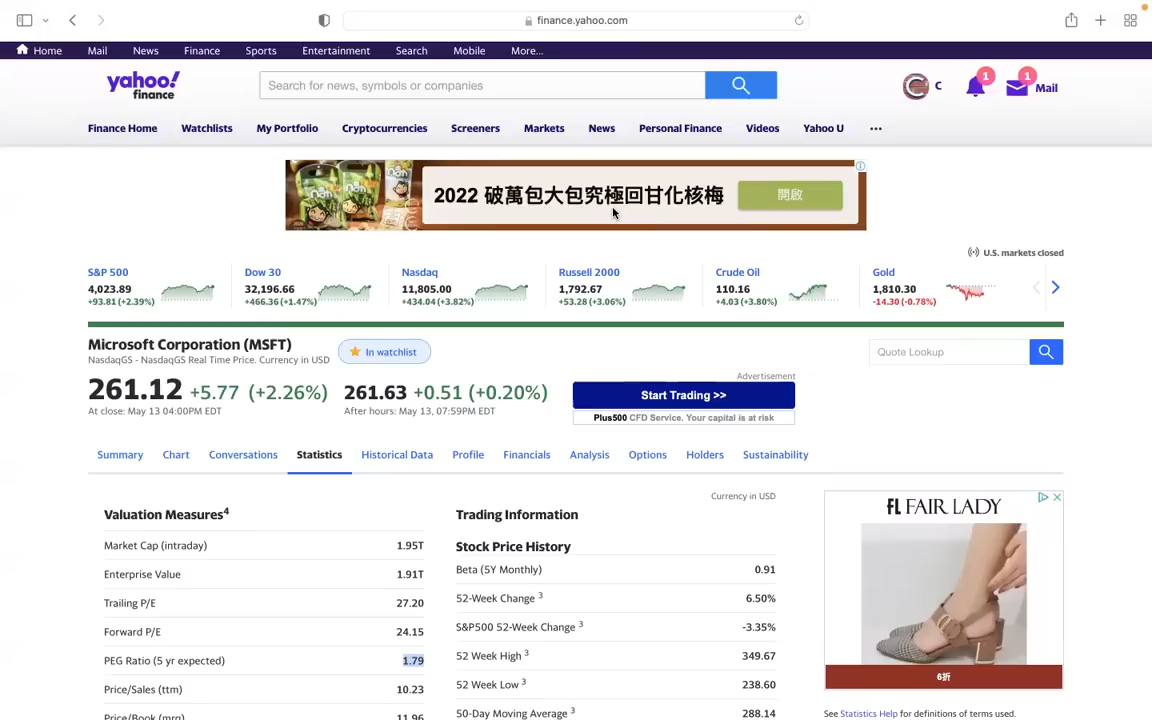 finance.yahoo.com
Home Mail News Finance Sports Entertainment Search Mobile More...
yahoo!
finance
Search for news, symbols or companies
C
1
1
Mail
Finance Home Watchlists My Portfolio Cryptocurrencies Screeners Markets News Personal Finance Videos Yahoo U
2022 破萬包大包究極回甘化核梅 開啟
U.S. markets closed
S&P 500 Dow 30 Nasdaq Russell 2000 Crude Oil Gold
4,023.89 32,196.66 11,805.00 1,792.67 110.16 1,810.30
+93.81 (+2.39%) +466.36 (+1.47%) +434.04 (+3.82%) +53.28 (+3.06%) +4.03 (+3.80%) -14.30 (-0.78%)
Microsoft Corporation (MSFT)
In watchlist
Quote Lookup
NasdaqGS - NasdaqGS Real Time Price. Currency in USD
261.12 +5.77 (+2.26%) 261.63 +0.51 (+0.20%)
At close: May 13 04:00PM EDT After hours: May 13, 07:59PM EDT
Advertisement
Start Trading >>
Plus500 CFD Service. Your capital is at risk
Summary Chart Conversations Statistics Historical Data Profile Financials Analysis Options Holders Sustainability
Currency in USD
Valuation Measures4
Market Cap (intraday) 1.95T
Enterprise Value 1.91T
Trailing P/E 27.20
Forward P/E 24.15
PEG Ratio (5 yr expected) 1.79
Price/Sales (ttm) 10.23
Price/Book (mrq) 11.96
Trading Information
Stock Price History
Beta (5Y Monthly) 0.91
52-Week Change 3 6.50%
S&P500 52-Week Change 3 -3.35%
52 Week High 3 349.67
52 Week Low 3 238.60
50-Day Moving Average 3 288.14
FL FAIR LADY
6折
See Statistics Help for definitions of terms used.